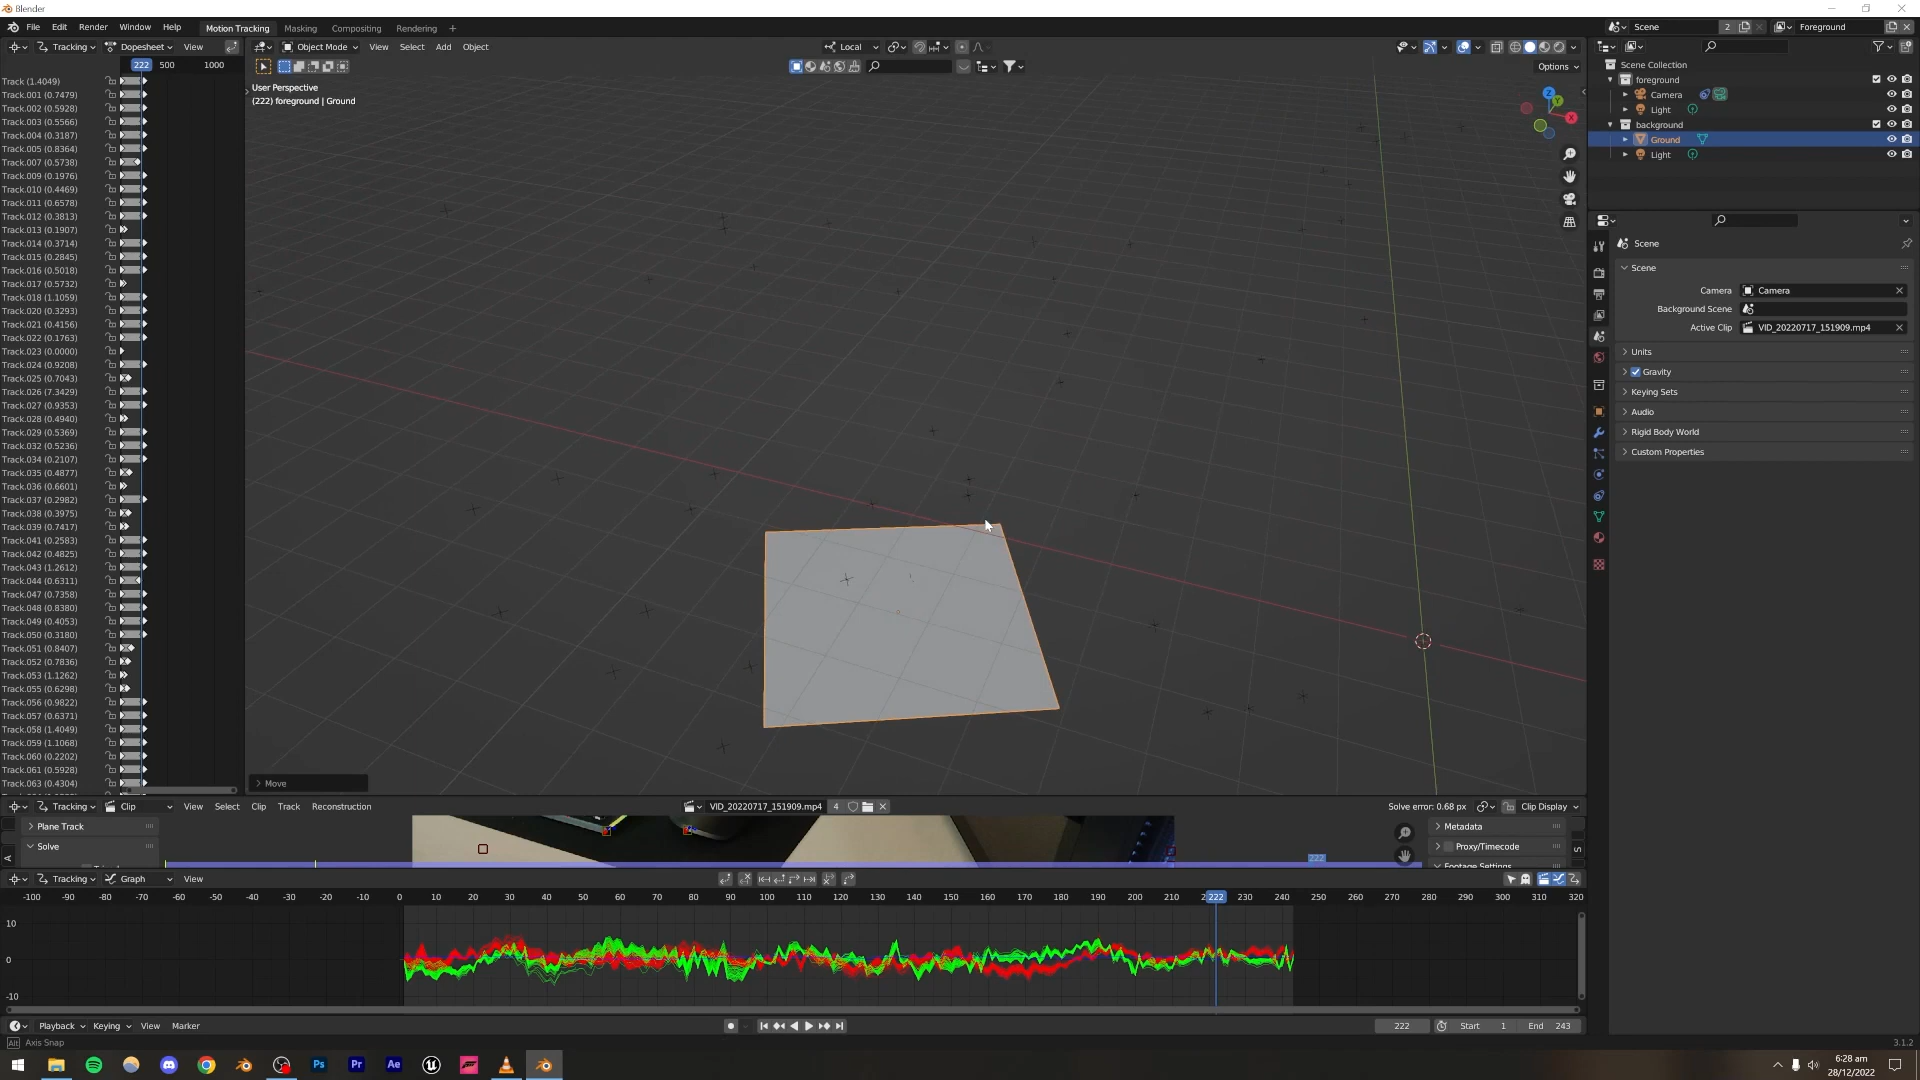 Blender
File Edit Render Window Help Motion Tracking Masking Compositing Rendering + Scene 2 Foreground
Tracking Dopesheet View Object Mode View Select Add Object Local
222 500 1000 Options
User Perspective
(222) foreground | Ground
Track (1.4049)
Track.001 (0.7479)
Track.002 (0.5928)
Track.003 (0.5566)
Track.004 (0.3187)
Track.005 (0.8364)
Track.007 (0.5738)
Track.009 (0.1976)
Track.010 (0.4469)
Track.011 (0.6578)
Track.012 (0.3813)
Track.013 (0.1907)
Track.014 (0.3714)
Track.015 (0.2845)
Track.016 (0.5018)
Track.017 (0.5732)
Track.018 (1.1059)
Track.020 (0.3293)
Track.021 (0.4156)
Track.022 (0.1763)
Track.023 (0.0000)
Track.024 (0.9208)
Track.025 (0.7043)
Track.026 (7.3429)
Track.027 (0.9353)
Track.028 (0.4940)
Track.029 (0.5369)
Track.032 (0.5236)
Track.034 (0.2107)
Track.035 (0.4877)
Track.036 (0.6601)
Track.037 (0.2982)
Track.038 (0.3975)
Track.039 (0.7417)
Track.041 (0.2583)
Track.042 (0.4825)
Track.043 (1.2612)
Track.044 (0.6311)
Track.047 (0.7358)
Track.048 (0.8380)
Track.049 (0.4053)
Track.050 (0.3180)
Track.051 (0.8407)
Track.052 (0.7836)
Track.053 (1.1262)
Track.055 (0.6298)
Track.056 (0.9822)
Track.057 (0.6371)
Track.058 (1.4049)
Track.059 (1.1068)
Track.060 (0.2202)
Track.061 (0.5928)
Track.063 (0.4304)
Z
Y
X
Move
Scene Collection
foreground
Camera
Light
background
Ground
Light
Scene
Scene
Camera Camera
Background Scene
Active Clip VID_20220717_151909.mp4
Units
Gravity
Keying Sets
Audio
Rigid Body World
Custom Properties
Tracking Clip View Select Clip Track Reconstruction VID_20220717_151909.mp4 4 Solve error: 0.68 px Clip Display
Plane Track
Solve
A
222
Metadata
Proxy/Timecode
Footage Settings
S
Tracking Graph View
-100 -90 -80 -70 -60 -50 -40 -30 -20 -10 0 10 20 30 40 50 60 70 80 90 100 110 120 130 140 150 160 170 180 190 200 210 222 230 240 250 260 270 280 290 300 310 320
10
0
-10
Playback Keying View Marker 222 Start 1 End 243
Alt Axis Snap 3.1.2
Ps Pr Ae
6:28 am
28/12/2022